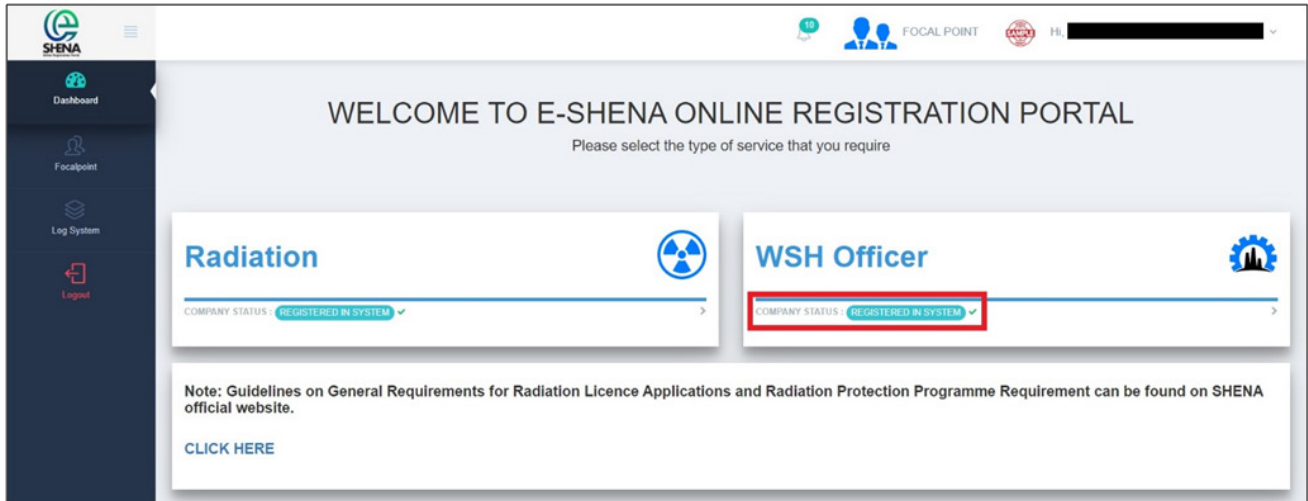 e
SHENA
10
FOCAL POINT
SAMPLE
Hi,
Dashboard
Focalpoint
Log System
Logout
WELCOME TO E-SHENA ONLINE REGISTRATION PORTAL
Please select the type of service that you require
Radiation
COMPANY STATUS : REGISTERED IN SYSTEM
WSH Officer
COMPANY STATUS : REGISTERED IN SYSTEM
Note: Guidelines on General Requirements for Radiation Licence Applications and Radiation Protection Programme Requirement can be found on SHENA
official website.
CLICK HERE